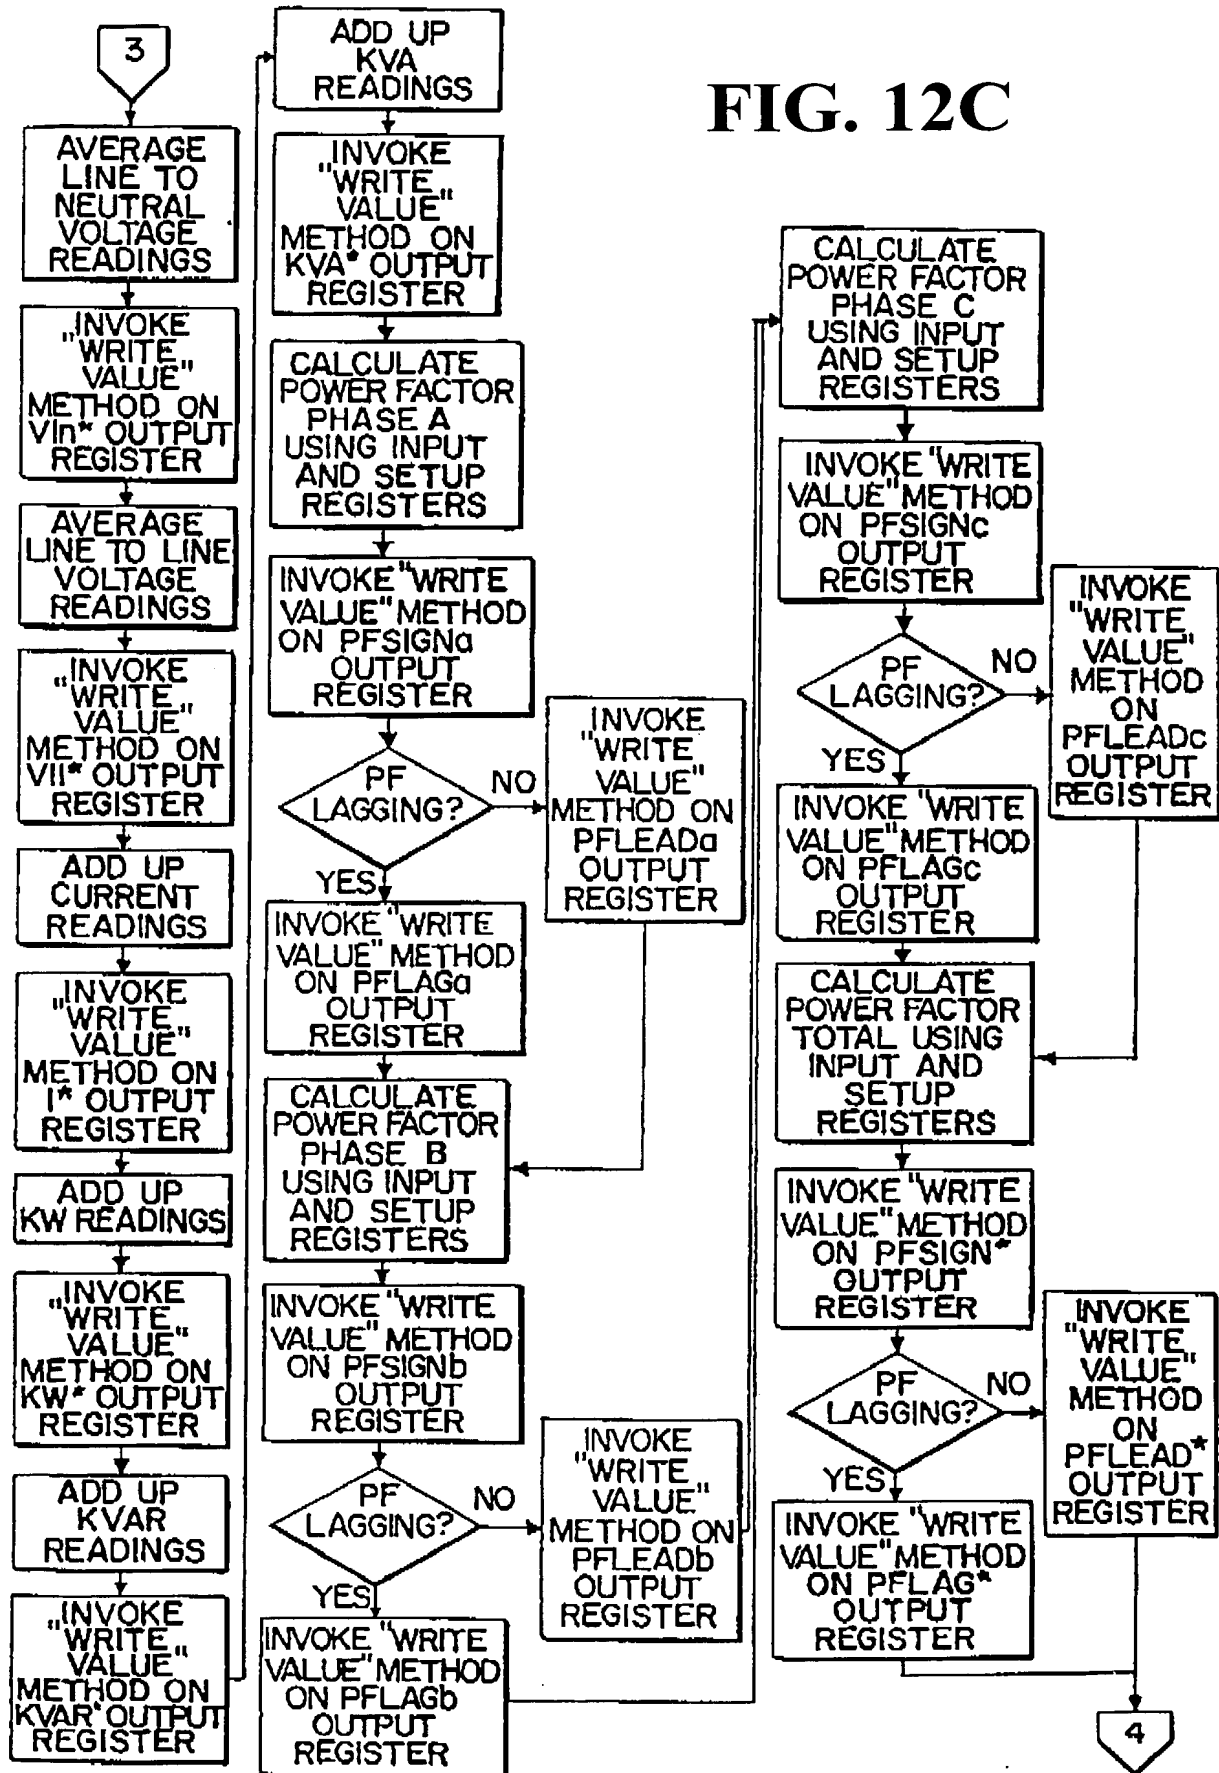 3
AVERAGE
LINE TO
NEUTRAL
VOLTAGE
READINGS
"INVOKE
"WRITE
VALUE"
METHOD ON
Vln* OUTPUT
REGISTER
AVERAGE
LINE TO LINE
VOLTAGE
READINGS
"INVOKE
"WRITE
VALUE"
METHOD ON
Vll* OUTPUT
REGISTER
ADD UP
CURRENT
READINGS
"INVOKE
"WRITE
VALUE"
METHOD ON
I* OUTPUT
REGISTER
ADD UP
KW READINGS
INVOKE
"WRITE
VALUE"
METHOD ON
KW* OUTPUT
REGISTER
ADD UP
KVAR
READINGS
"INVOKE
"WRITE
VALUE"
METHOD ON
KVAR* OUTPUT
REGISTER
ADD UP
KVA
READINGS
"INVOKE
"WRITE
VALUE"
METHOD ON
KVA* OUTPUT
REGISTER
CALCULATE
POWER FACTOR
PHASE A
USING INPUT
AND SETUP
REGISTERS
INVOKE "WRITE
VALUE" METHOD
ON PFSIGNa
OUTPUT
REGISTER
PF
LAGGING?
NO
YES
INVOKE
"WRITE
VALUE"
METHOD ON
PFLEADa
OUTPUT
REGISTER
INVOKE "WRITE
VALUE" METHOD
ON PFLAGa
OUTPUT
REGISTER
CALCULATE
POWER FACTOR
PHASE B
USING INPUT
AND SETUP
REGISTERS
INVOKE "WRITE
VALUE" METHOD
ON PFSIGNb
OUTPUT
REGISTER
PF
LAGGING?
NO
YES
INVOKE
"WRITE
VALUE"
METHOD ON
PFLEADb
OUTPUT
REGISTER
INVOKE "WRITE
VALUE" METHOD
ON PFLAGb
OUTPUT
REGISTER
FIG. 12C
CALCULATE
POWER FACTOR
PHASE C
USING INPUT
AND SETUP
REGISTERS
INVOKE "WRITE
VALUE" METHOD
ON PFSIGNc
OUTPUT
REGISTER
PF
LAGGING?
NO
YES
INVOKE
"WRITE
VALUE"
METHOD
ON
PFLEADc
OUTPUT
REGISTER
INVOKE "WRITE
VALUE" METHOD
ON PFLAGc
OUTPUT
REGISTER
CALCULATE
POWER FACTOR
TOTAL USING
INPUT AND
SETUP
REGISTERS
INVOKE "WRITE
VALUE" METHOD
ON PFSIGN*
OUTPUT
REGISTER
PF
LAGGING?
NO
YES
INVOKE
"WRITE
VALUE"
METHOD
ON
PFLEAD*
OUTPUT
REGISTER
INVOKE "WRITE
VALUE" METHOD
ON PFLAG*
OUTPUT
REGISTER
4